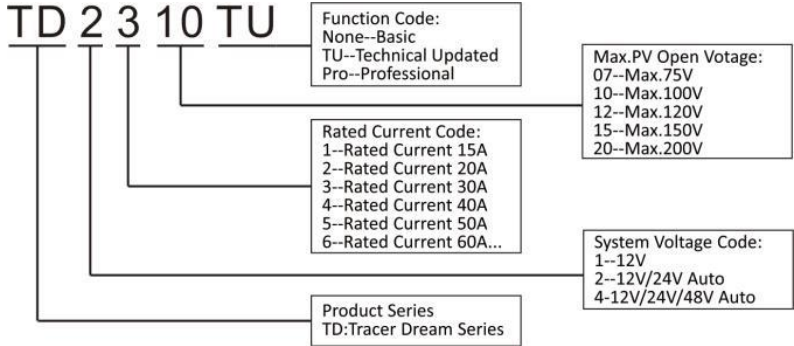 TD 2 3 10 TU
Function Code:
None--Basic
TU--Technical Updated
Pro--Professional
Max.PV Open Votage:
07--Max.75V
10--Max.100V
12--Max.120V
15--Max.150V
20--Max.200V
Rated Current Code:
1--Rated Current 15A
2--Rated Current 20A
3--Rated Current 30A
4--Rated Current 40A
5--Rated Current 50A
6--Rated Current 60A...
System Voltage Code:
1--12V
2--12V/24V Auto
4-12V/24V/48V Auto
Product Series
TD:Tracer Dream Series